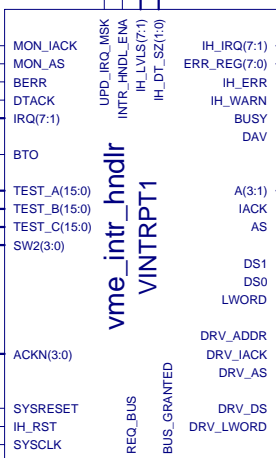 UPD_IRQ_MSK
INTR_HNDL_ENA
IH_LVLS(7:1)
IH_DT_SZ(1:0)
MON_IACK
MON_AS
BERR
DTACK
IRQ(7:1)
BTO
TEST_A(15:0)
TEST_B(15:0)
TEST_C(15:0)
SW2(3:0)
ACKN(3:0)
SYSRESET
IH_RST
SYSCLK
vme_intr_hndlr
VINTRPT1
IH_IRQ(7:1)
ERR_REG(7:0)
IH_ERR
IH_WARN
BUSY
DAV
A(3:1)
IACK
AS
DS1
DS0
LWORD
DRV_ADDR
DRV_IACK
DRV_AS
DRV_DS
DRV_LWORD
REQ_BUS
BUS_GRANTED